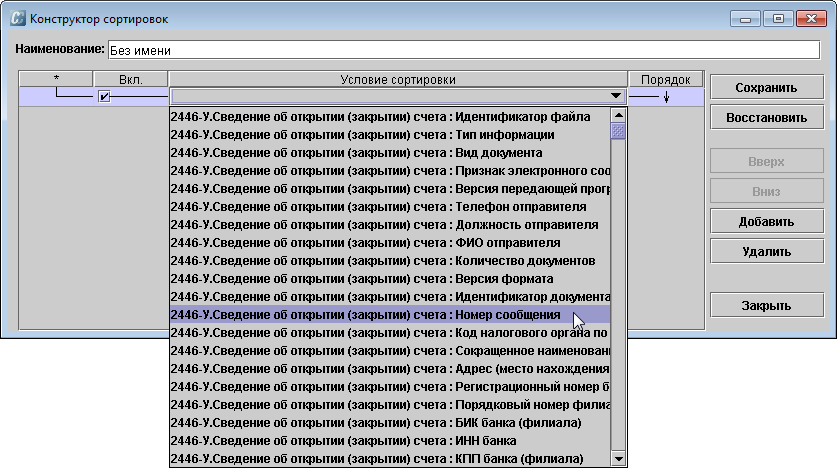 Конструктор сортировок
Наименование: Без имени
* Вкл. Условие сортировки Порядок
Сохранить
Восстановить
Вверх
Вниз
Добавить
Удалить
Закрыть
2446-У.Сведение об открытии (закрытии) счета : Идентификатор файла
2446-У.Сведение об открытии (закрытии) счета : Тип информации
2446-У.Сведение об открытии (закрытии) счета : Вид документа
2446-У.Сведение об открытии (закрытии) счета : Признак электронного соо
2446-У.Сведение об открытии (закрытии) счета : Версия передающей прогр
2446-У.Сведение об открытии (закрытии) счета : Телефон отправителя
2446-У.Сведение об открытии (закрытии) счета : Должность отправителя
2446-У.Сведение об открытии (закрытии) счета : ФИО отправителя
2446-У.Сведение об открытии (закрытии) счета : Количество документов
2446-У.Сведение об открытии (закрытии) счета : Версия формата
2446-У.Сведение об открытии (закрытии) счета : Идентификатор документа
2446-У.Сведение об открытии (закрытии) счета : Номер сообщения
2446-У.Сведение об открытии (закрытии) счета : Код налогового органа по
2446-У.Сведение об открытии (закрытии) счета : Сокращенное наименован
2446-У.Сведение об открытии (закрытии) счета : Адрес (место нахождения
2446-У.Сведение об открытии (закрытии) счета : Регистрационный номер б
2446-У.Сведение об открытии (закрытии) счета : Порядковый номер филиа
2446-У.Сведение об открытии (закрытии) счета : БИК банка (филиала)
2446-У.Сведение об открытии (закрытии) счета : ИНН банка
2446-У.Сведение об открытии (закрытии) счета : КПП банка (филиала)